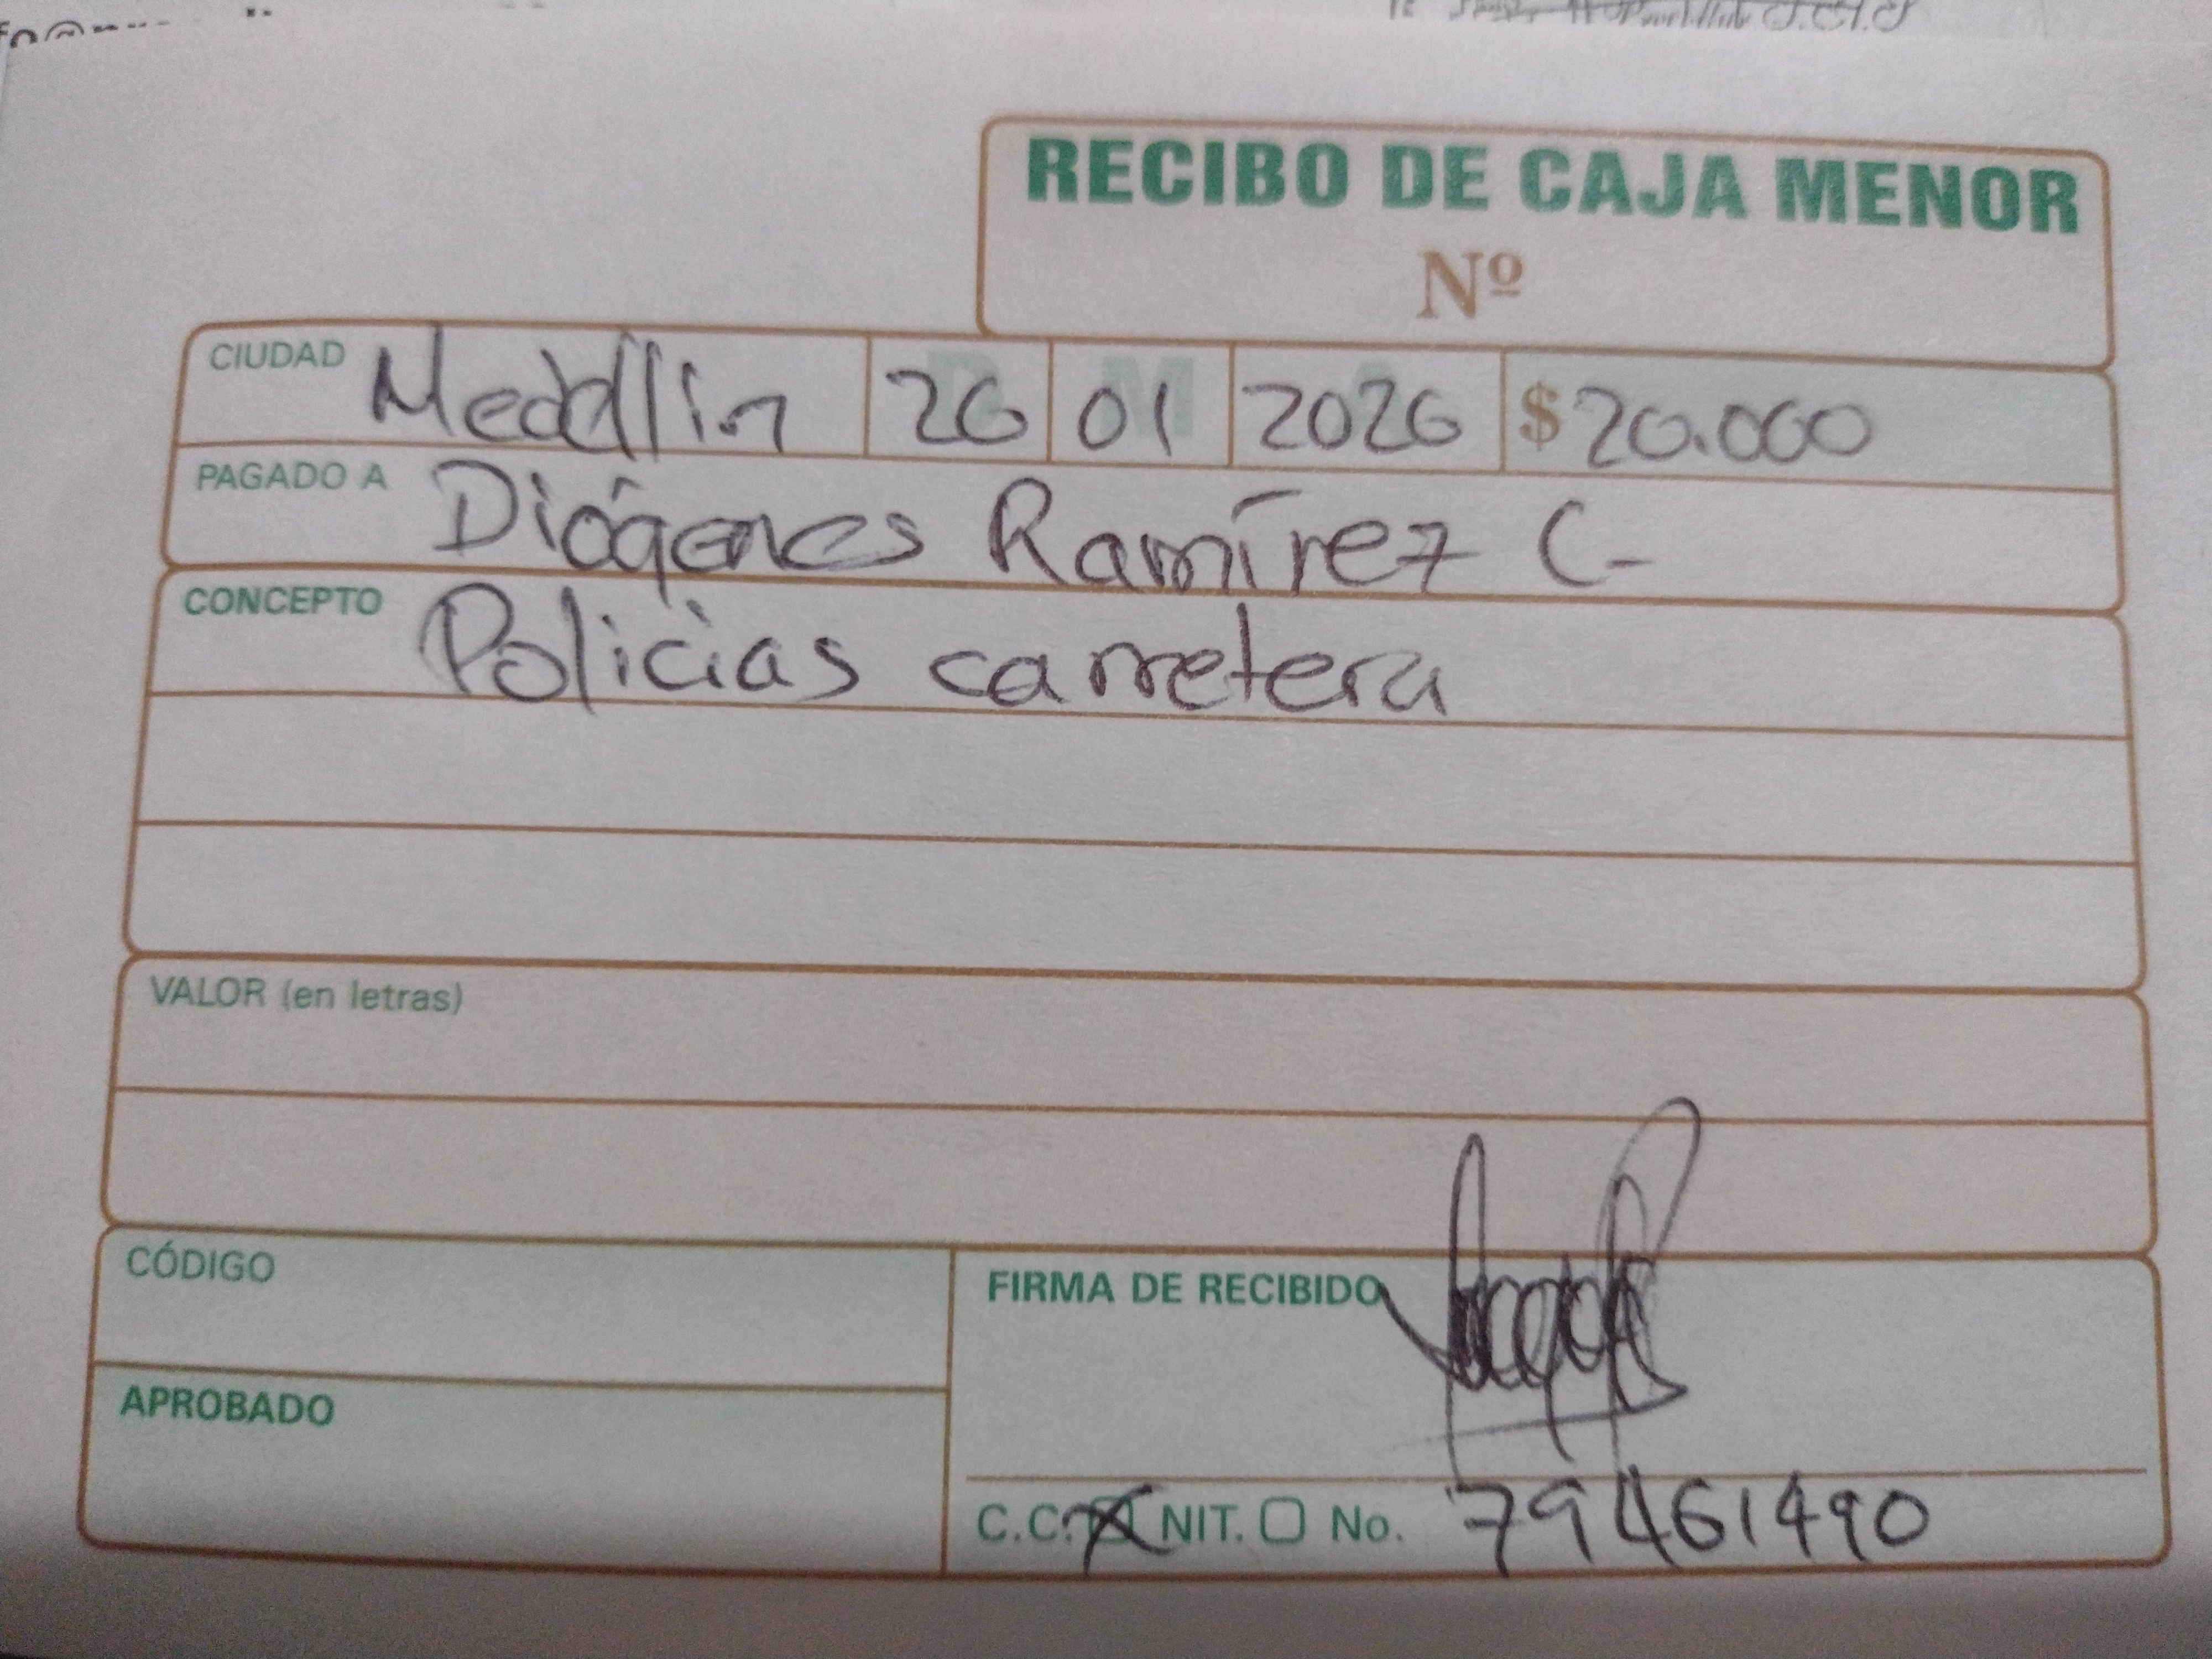 RECIBO DE CAJA MENOR
Nº
CIUDAD Medellin D 26 M 01 A 2026 $ 20.000
PAGADO A Diógenes Ramírez C-
CONCEPTO Policias carretera
VALOR (en letras)
CÓDIGO
FIRMA DE RECIBIDO
APROBADO
C.C. X NIT. No. 79461490